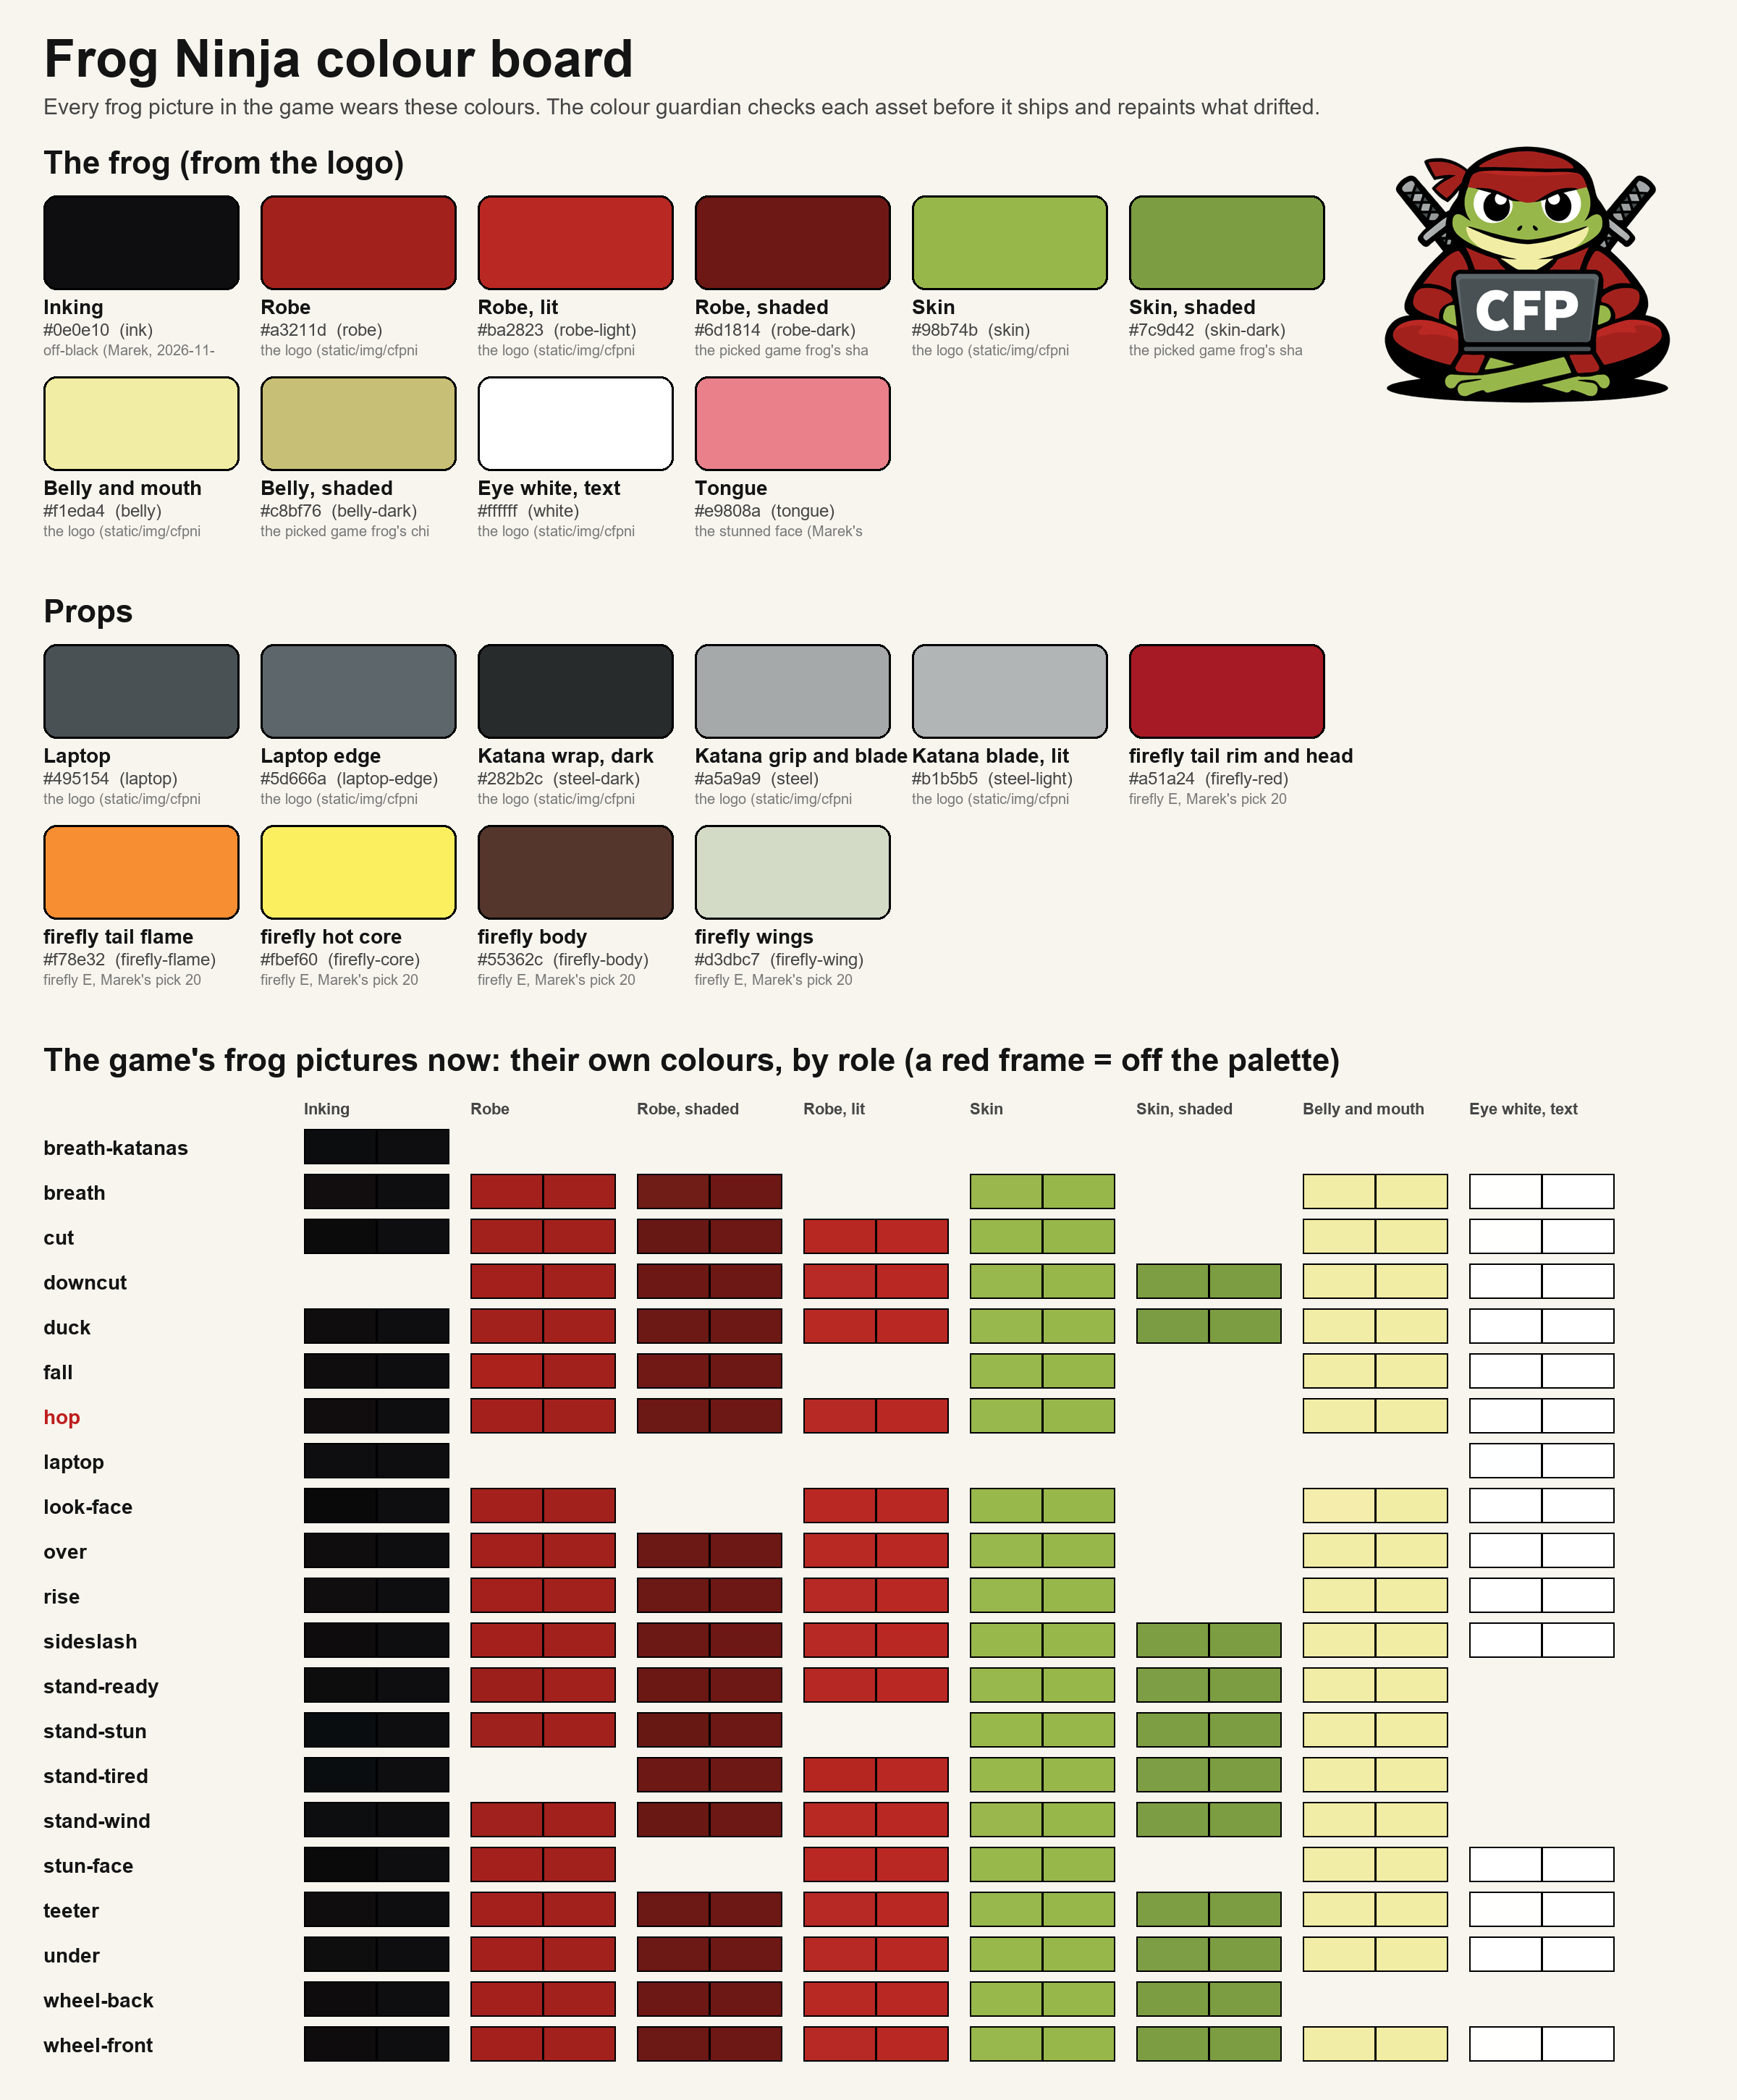 Frog Ninja colour board
Every frog picture in the game wears these colours. The colour guardian checks each asset before it ships and repaints what drifted.
The frog (from the logo)
CFP
Inking
#0e0e10 (ink)
off-black (Marek, 2026-11-
Robe
#a3211d (robe)
the logo (static/img/cfpni
Robe, lit
#ba2823 (robe-light)
the logo (static/img/cfpni
Robe, shaded
#6d1814 (robe-dark)
the picked game frog's sha
Skin
#98b74b (skin)
the logo (static/img/cfpni
Skin, shaded
#7c9d42 (skin-dark)
the picked game frog's sha
Belly and mouth
#f1eda4 (belly)
the logo (static/img/cfpni
Belly, shaded
#c8bf76 (belly-dark)
the picked game frog's chi
Eye white, text
#ffffff (white)
the logo (static/img/cfpni
Tongue
#e9808a (tongue)
the stunned face (Marek's
Props
Laptop
#495154 (laptop)
the logo (static/img/cfpni
Laptop edge
#5d666a (laptop-edge)
the logo (static/img/cfpni
Katana wrap, dark
#282b2c (steel-dark)
the logo (static/img/cfpni
Katana grip and blade
#a5a9a9 (steel)
the logo (static/img/cfpni
Katana blade, lit
#b1b5b5 (steel-light)
the logo (static/img/cfpni
firefly tail rim and head
#a51a24 (firefly-red)
firefly E, Marek's pick 20
firefly tail flame
#f78e32 (firefly-flame)
firefly E, Marek's pick 20
firefly hot core
#fbef60 (firefly-core)
firefly E, Marek's pick 20
firefly body
#55362c (firefly-body)
firefly E, Marek's pick 20
firefly wings
#d3dbc7 (firefly-wing)
firefly E, Marek's pick 20
The game's frog pictures now: their own colours, by role (a red frame = off the palette)
Inking Robe Robe, shaded Robe, lit Skin Skin, shaded Belly and mouth Eye white, text
breath-katanas
breath
cut
downcut
duck
fall
hop
laptop
look-face
over
rise
sideslash
stand-ready
stand-stun
stand-tired
stand-wind
stun-face
teeter
under
wheel-back
wheel-front